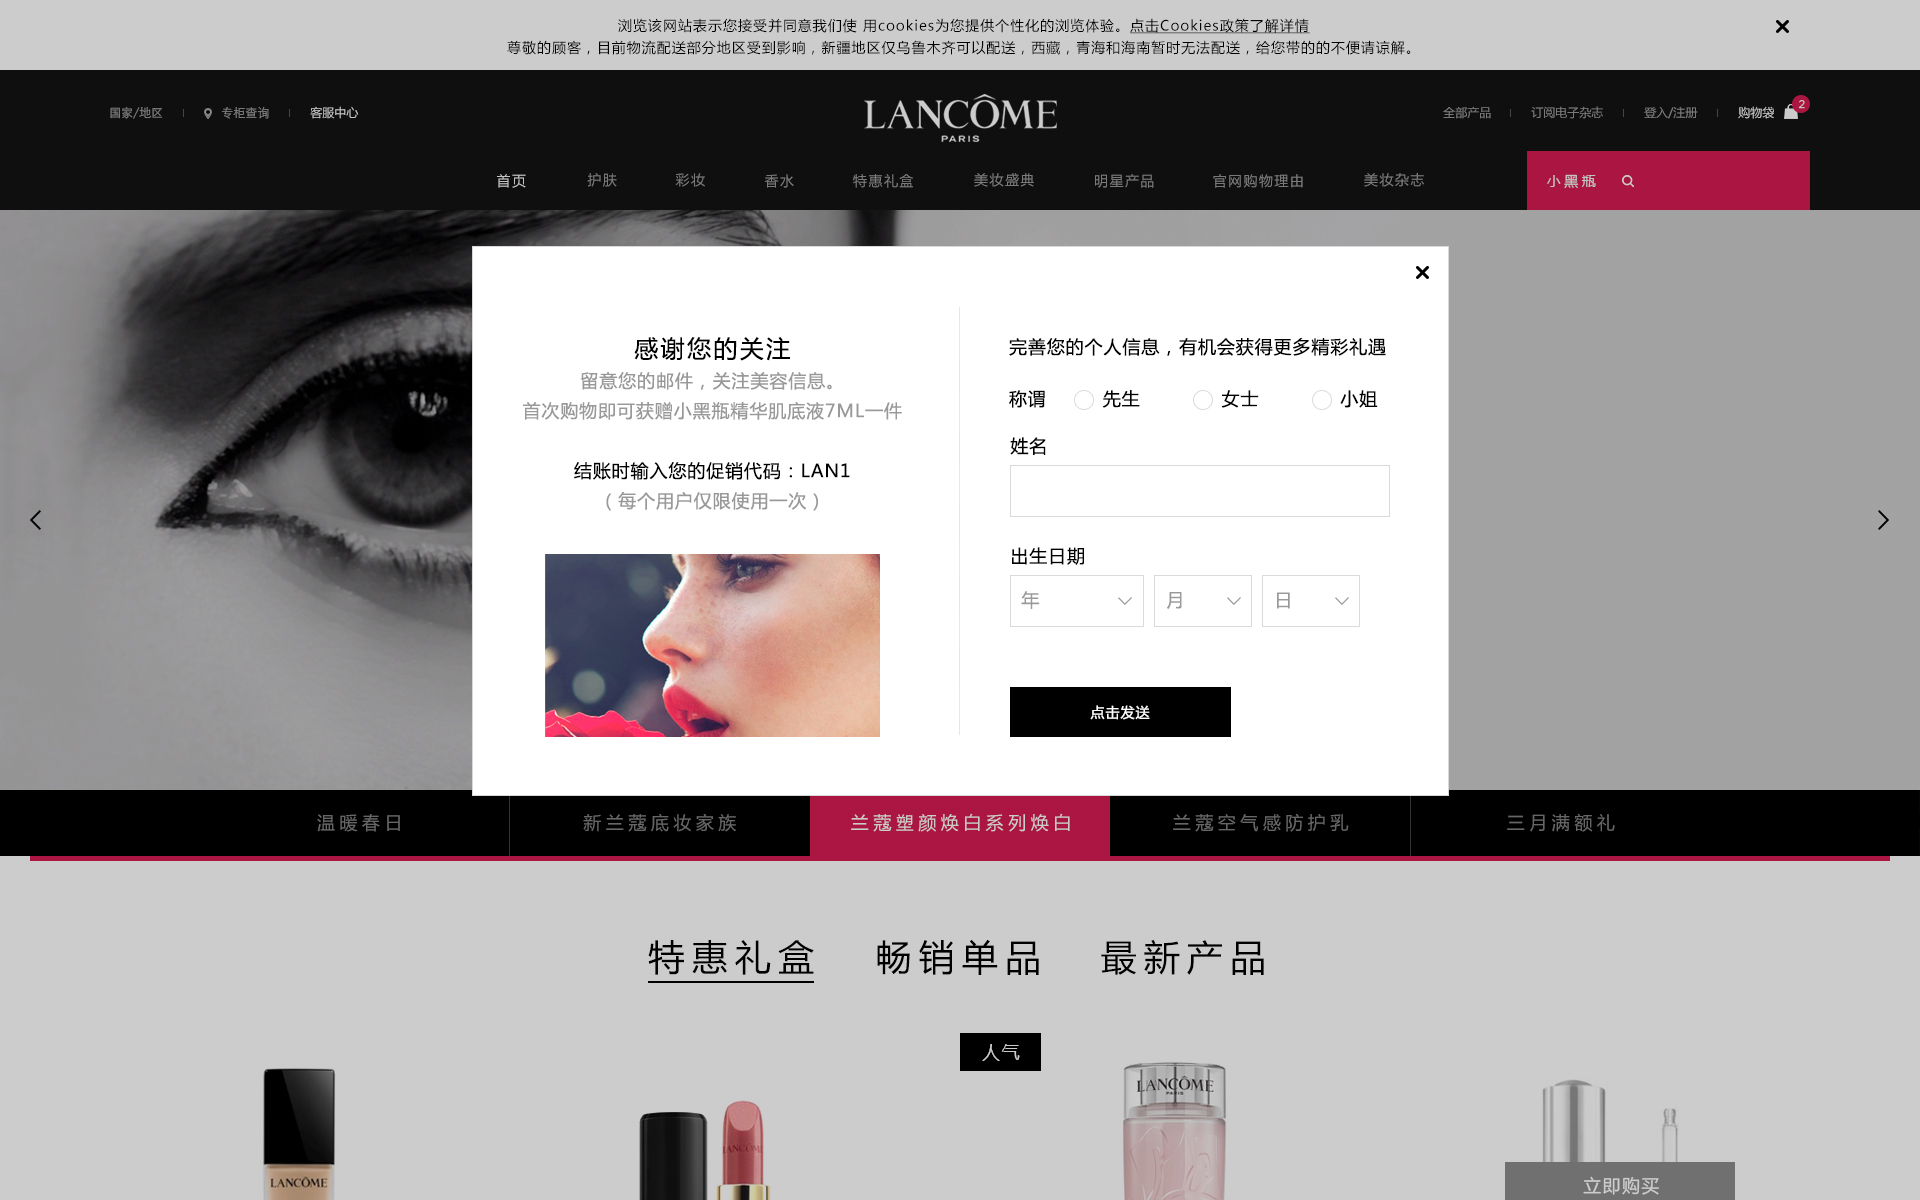 浏览该网站表示您接受并同意我们使 用cookies为您提供个性化的浏览体验。点击Cookies政策了解详情
尊敬的顾客，目前物流配送部分地区受到影响，新疆地区仅乌鲁木齐可以配送，西藏，青海和海南暂时无法配送，给您带的的不便请谅解。
国家/地区
专柜查询
客服中心
LANCÔME
PARIS
全部产品
订阅电子杂志
登入/注册
购物袋
2
首页
护肤
彩妆
香水
特惠礼盒
美妆盛典
明星产品
官网购物理由
美妆杂志
小黑瓶
感谢您的关注
留意您的邮件，关注美容信息。
首次购物即可获赠小黑瓶精华肌底液7ML一件
结账时输入您的促销代码：LAN1
（每个用户仅限使用一次）
完善您的个人信息，有机会获得更多精彩礼遇
称谓
先生
女士
小姐
姓名
出生日期
年
月
日
点击发送
温暖春日
新兰蔻底妆家族
兰蔻塑颜焕白系列焕白
兰蔻空气感防护乳
三月满额礼
特惠礼盒
畅销单品
最新产品
人气
LANCÔME
LANCÔME
LANCÔME
PARIS
立即购买